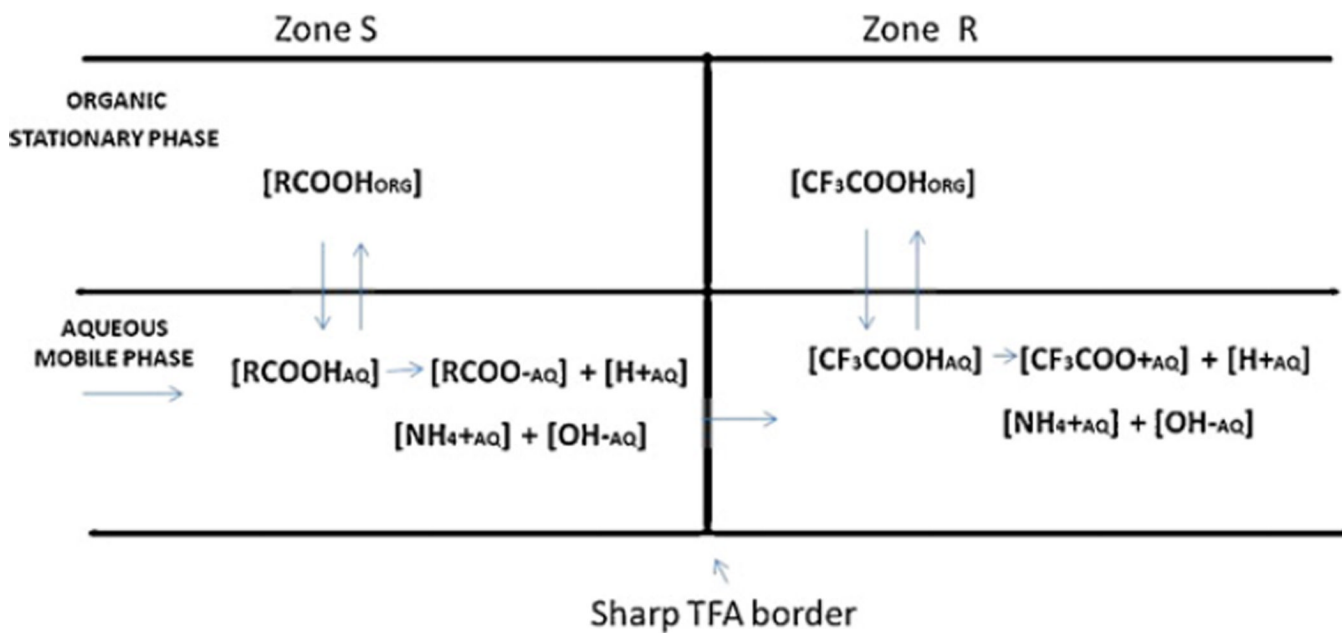 Zone S
Zone R
ORGANIC
STATIONARY PHASE
[RCOOHORG]
[CF3COOHORG]
AQUEOUS
MOBILE PHASE
[RCOOHAQ] → [RCOO-AQ] + [H+AQ]
[NH4+AQ] + [OH-AQ]
[CF3COOHAQ] → [CF3COO+AQ] + [H+AQ]
[NH4+AQ] + [OH-AQ]
Sharp TFA border